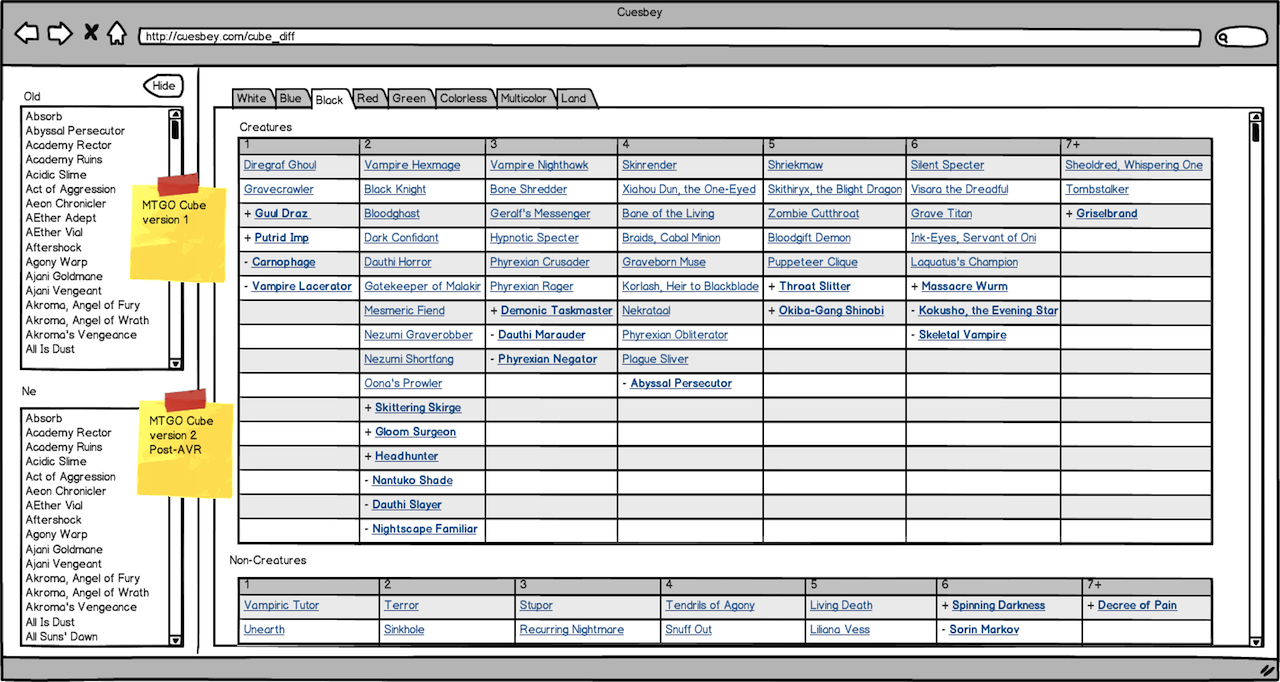 Cuesbey
http://cuesbey.com/cube_diff
Hide
Old
Absorb
Abyssal Persecutor
Academy Rector
Academy Ruins
Acidic Slime
Act of Aggression
Aeon Chronicler
AEther Adept
AEther Vial
Aftershock
Agony Warp
Ajani Goldmane
Ajani Vengeant
Akroma, Angel of Fury
Akroma, Angel of Wrath
Akroma's Vengeance
All Is Dust
MTGO Cube
version 1
Ne
Absorb
Academy Rector
Academy Ruins
Acidic Slime
Act of Aggression
Aeon Chronicler
AEther Vial
Aftershock
Agony Warp
Ajani Goldmane
Ajani Vengeant
Akroma, Angel of Fury
Akroma, Angel of Wrath
Akroma's Vengeance
All Is Dust
All Suns' Dawn
MTGO Cube
version 2
Post-AVR
White Blue Black Red Green Colorless Multicolor Land
Creatures
1 2 3 4 5 6 7+
Diregraf Ghoul Vampire Hexmage Vampire Nighthawk Skinrender Shriekmaw Silent Specter Sheoldred, Whispering One
Gravecrawler Black Knight Bone Shredder Xiahou Dun, the One-Eyed Skithiryx, the Blight Dragon Visara the Dreadful Tombstalker
+ Guul Draz Bloodghast Geralf's Messenger Bane of the Living Zombie Cutthroat Grave Titan + Griselbrand
+ Putrid Imp Dark Confidant Hypnotic Specter Braids, Cabal Minion Bloodgift Demon Ink-Eyes, Servant of Oni
- Carnophage Dauthi Horror Phyrexian Crusader Graveborn Muse Puppeteer Clique Laquatus's Champion
- Vampire Lacerator Gatekeeper of Malakir Phyrexian Rager Korlash, Heir to Blackblade + Throat Slitter + Massacre Wurm
Mesmeric Fiend + Demonic Taskmaster Nekrataal + Okiba-Gang Shinobi - Kokusho, the Evening Star
Nezumi Graverobber - Dauthi Marauder Phyrexian Obliterator - Skeletal Vampire
Nezumi Shortfang - Phyrexian Negator Plague Sliver
Oona's Prowler - Abyssal Persecutor
+ Skittering Skirge
+ Gloom Surgeon
+ Headhunter
- Nantuko Shade
- Dauthi Slayer
- Nightscape Familiar
Non-Creatures
1 2 3 4 5 6 7+
Vampiric Tutor Terror Stupor Tendrils of Agony Living Death + Spinning Darkness + Decree of Pain
Unearth Sinkhole Recurring Nightmare Snuff Out Liliana Vess - Sorin Markov